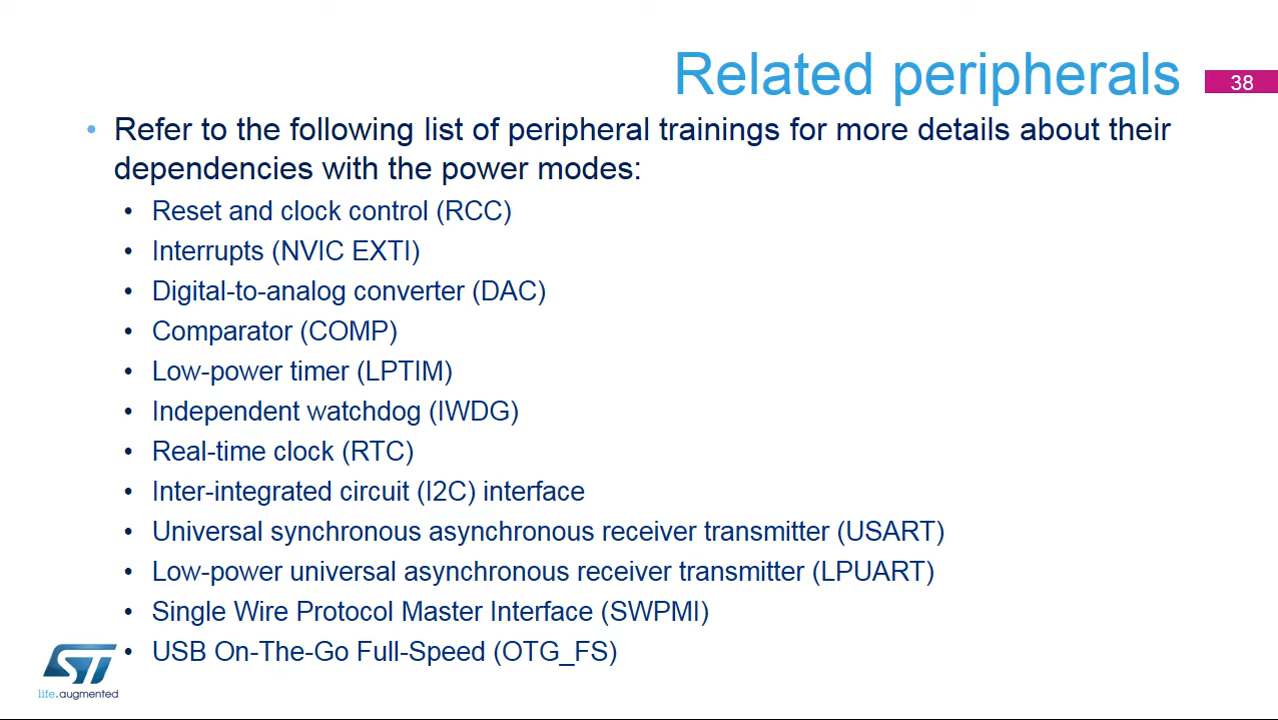 Related peripherals
38
• Refer to the following list of peripheral trainings for more details about their
dependencies with the power modes:
• Reset and clock control (RCC)
• Interrupts (NVIC EXTI)
• Digital-to-analog converter (DAC)
• Comparator (COMP)
• Low-power timer (LPTIM)
• Independent watchdog (IWDG)
• Real-time clock (RTC)
• Inter-integrated circuit (I2C) interface
• Universal synchronous asynchronous receiver transmitter (USART)
• Low-power universal asynchronous receiver transmitter (LPUART)
• Single Wire Protocol Master Interface (SWPMI)
• USB On-The-Go Full-Speed (OTG_FS)
ST
life.augmented